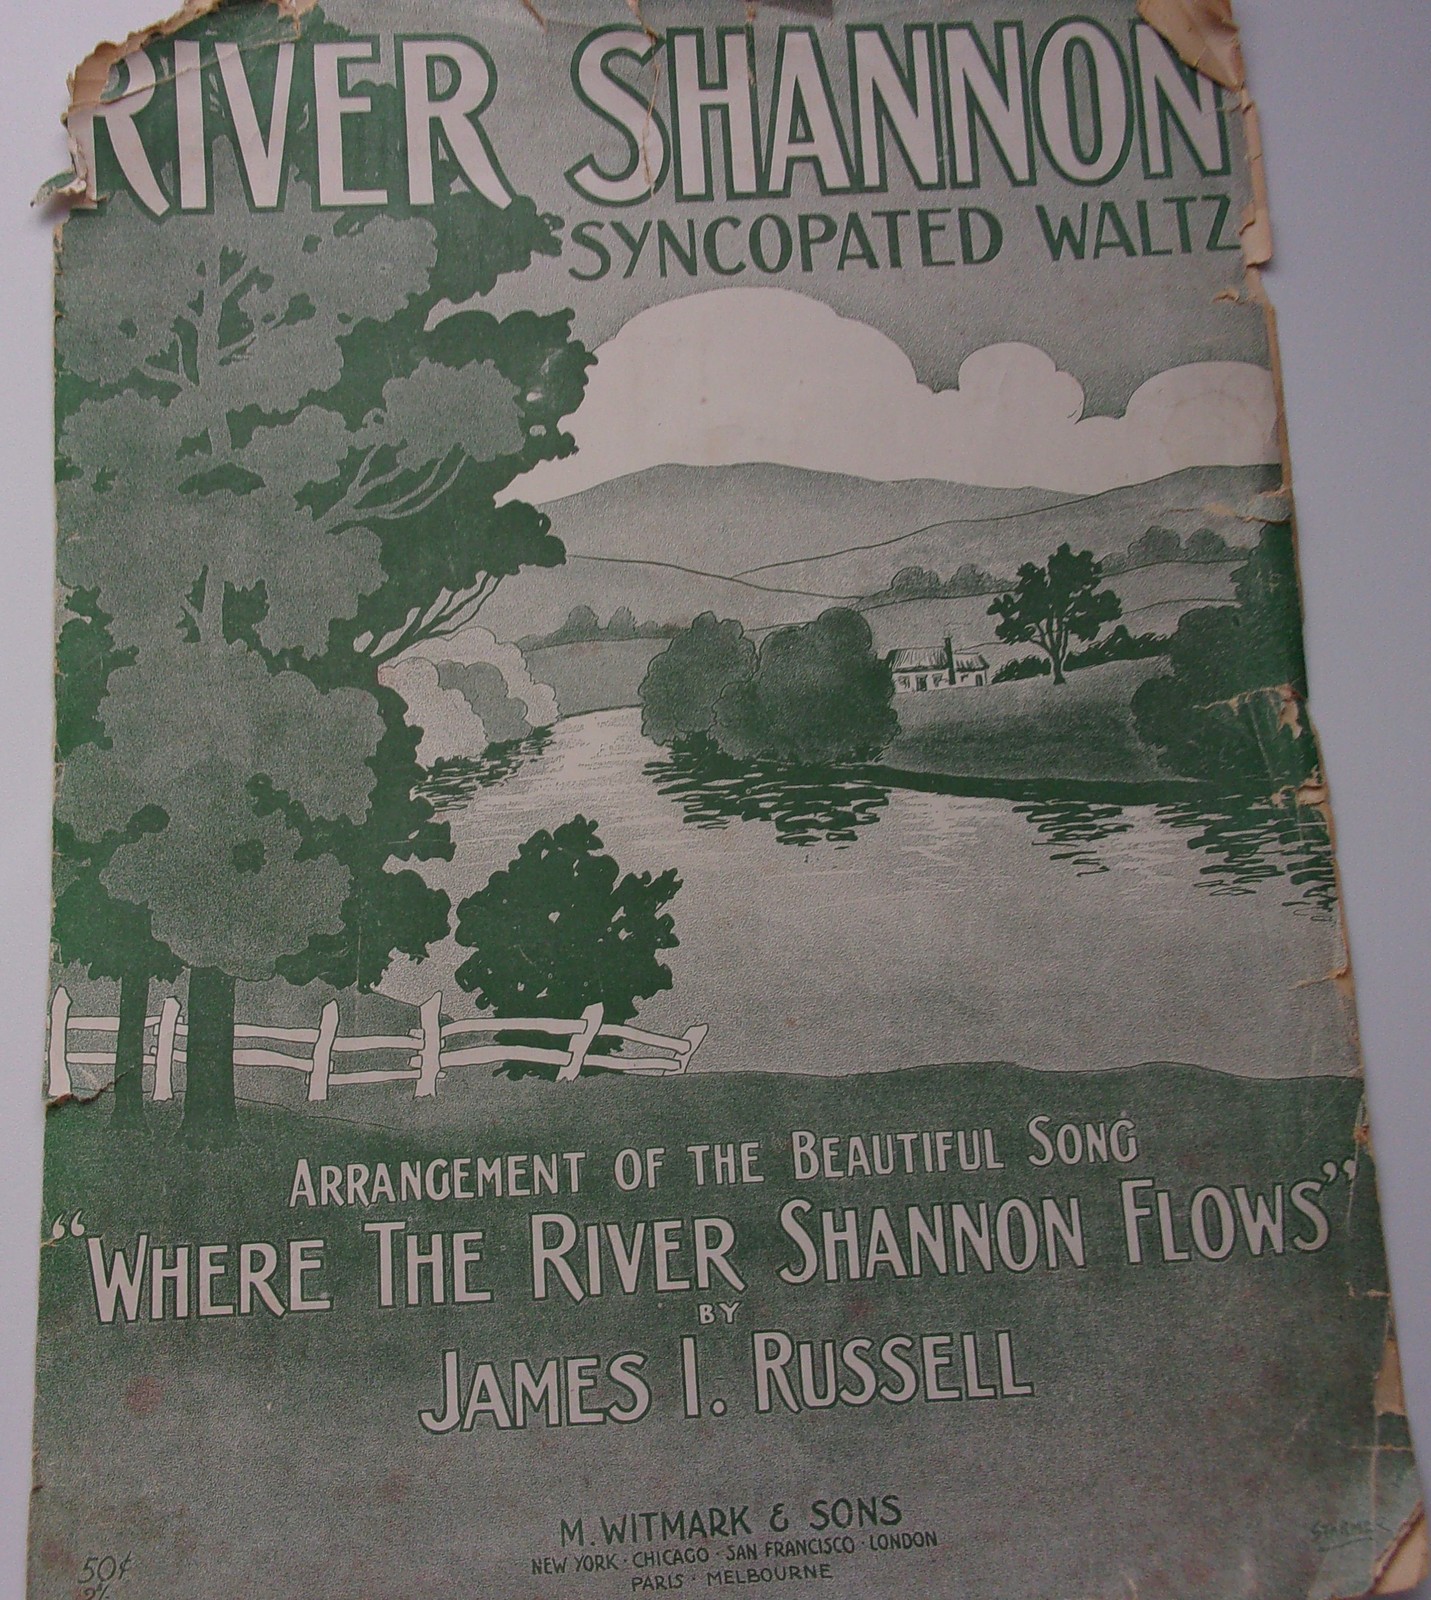 RIVER SHANNON
SYNCOPATED WALTZ
ARRANGEMENT OF THE BEAUTIFUL SONG
“WHERE THE RIVER SHANNON FLOWS”
BY
JAMES I. RUSSELL
M. WITMARK & SONS
NEW YORK · CHICAGO · SAN FRANCISCO · LONDON
PARIS · MELBOURNE
50¢
STARMER